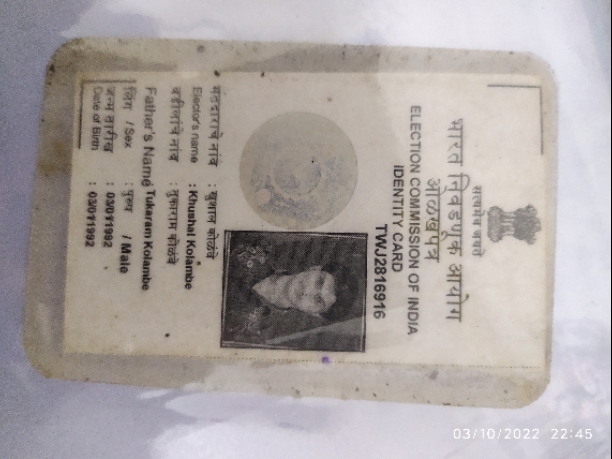 सत्यमेव जयते
भारत निवडणूक आयोग
ओळखपत्र
ELECTION COMMISSION OF INDIA
IDENTITY CARD
TWJ2816916
मतदाराचे नांव : खुशाल कोळंबे
Elector's name : Khushal Kolambe
वडीलांचे नांव : तुकाराम कोळंबे
Father's Name : Tukaram Kolambe
लिंग / Sex : पुरुष / Male
जन्म तारीख : 03/01/1992
Date of Birth : 03/01/1992
03/10/2022 22:45